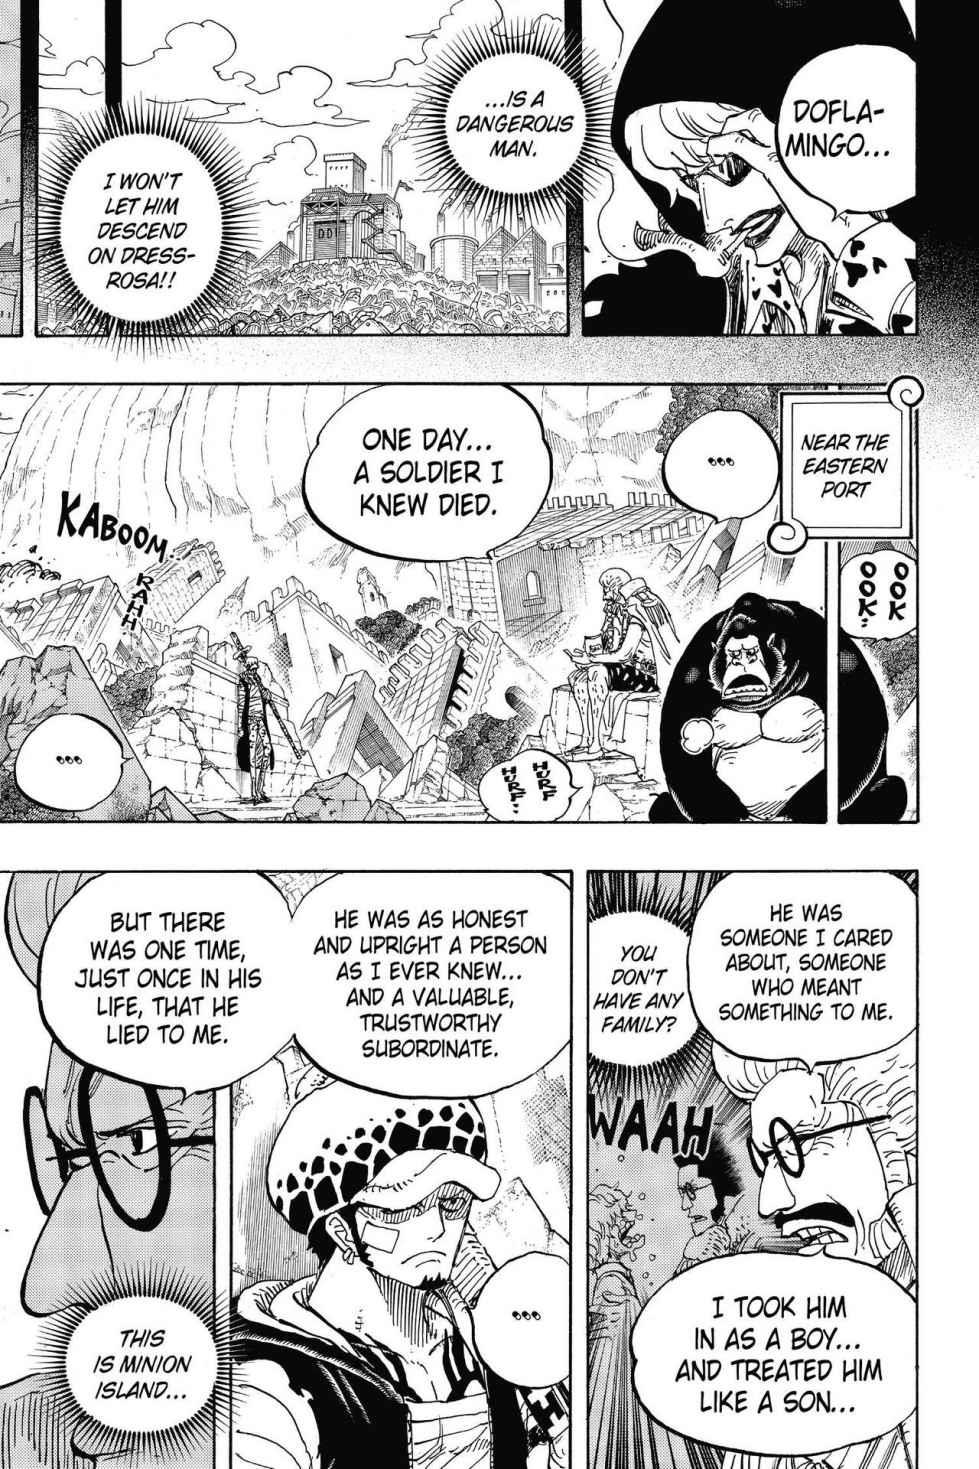 DOFLA-
MINGO...
...IS A
DANGEROUS
MAN.
I WON'T
LET HIM
DESCEND
ON DRESS-
ROSA!!
NEAR THE
EASTERN
PORT
OOK
OOK.
...
ONE DAY...
A SOLDIER I
KNEW DIED.
KABOOM.
RAHH
HURF
HURF.
...
HE WAS
SOMEONE I CARED
ABOUT, SOMEONE
WHO MEANT
SOMETHING TO ME.
YOU
DON'T
HAVE ANY
FAMILY?
WAAH
I TOOK HIM
IN AS A BOY...
AND TREATED HIM
LIKE A SON...
HE WAS AS HONEST
AND UPRIGHT A PERSON
AS I EVER KNEW...
AND A VALUABLE,
TRUSTWORTHY
SUBORDINATE.
...
BUT THERE
WAS ONE TIME,
JUST ONCE IN HIS
LIFE, THAT HE
LIED TO ME.
THIS
IS MINION
ISLAND...